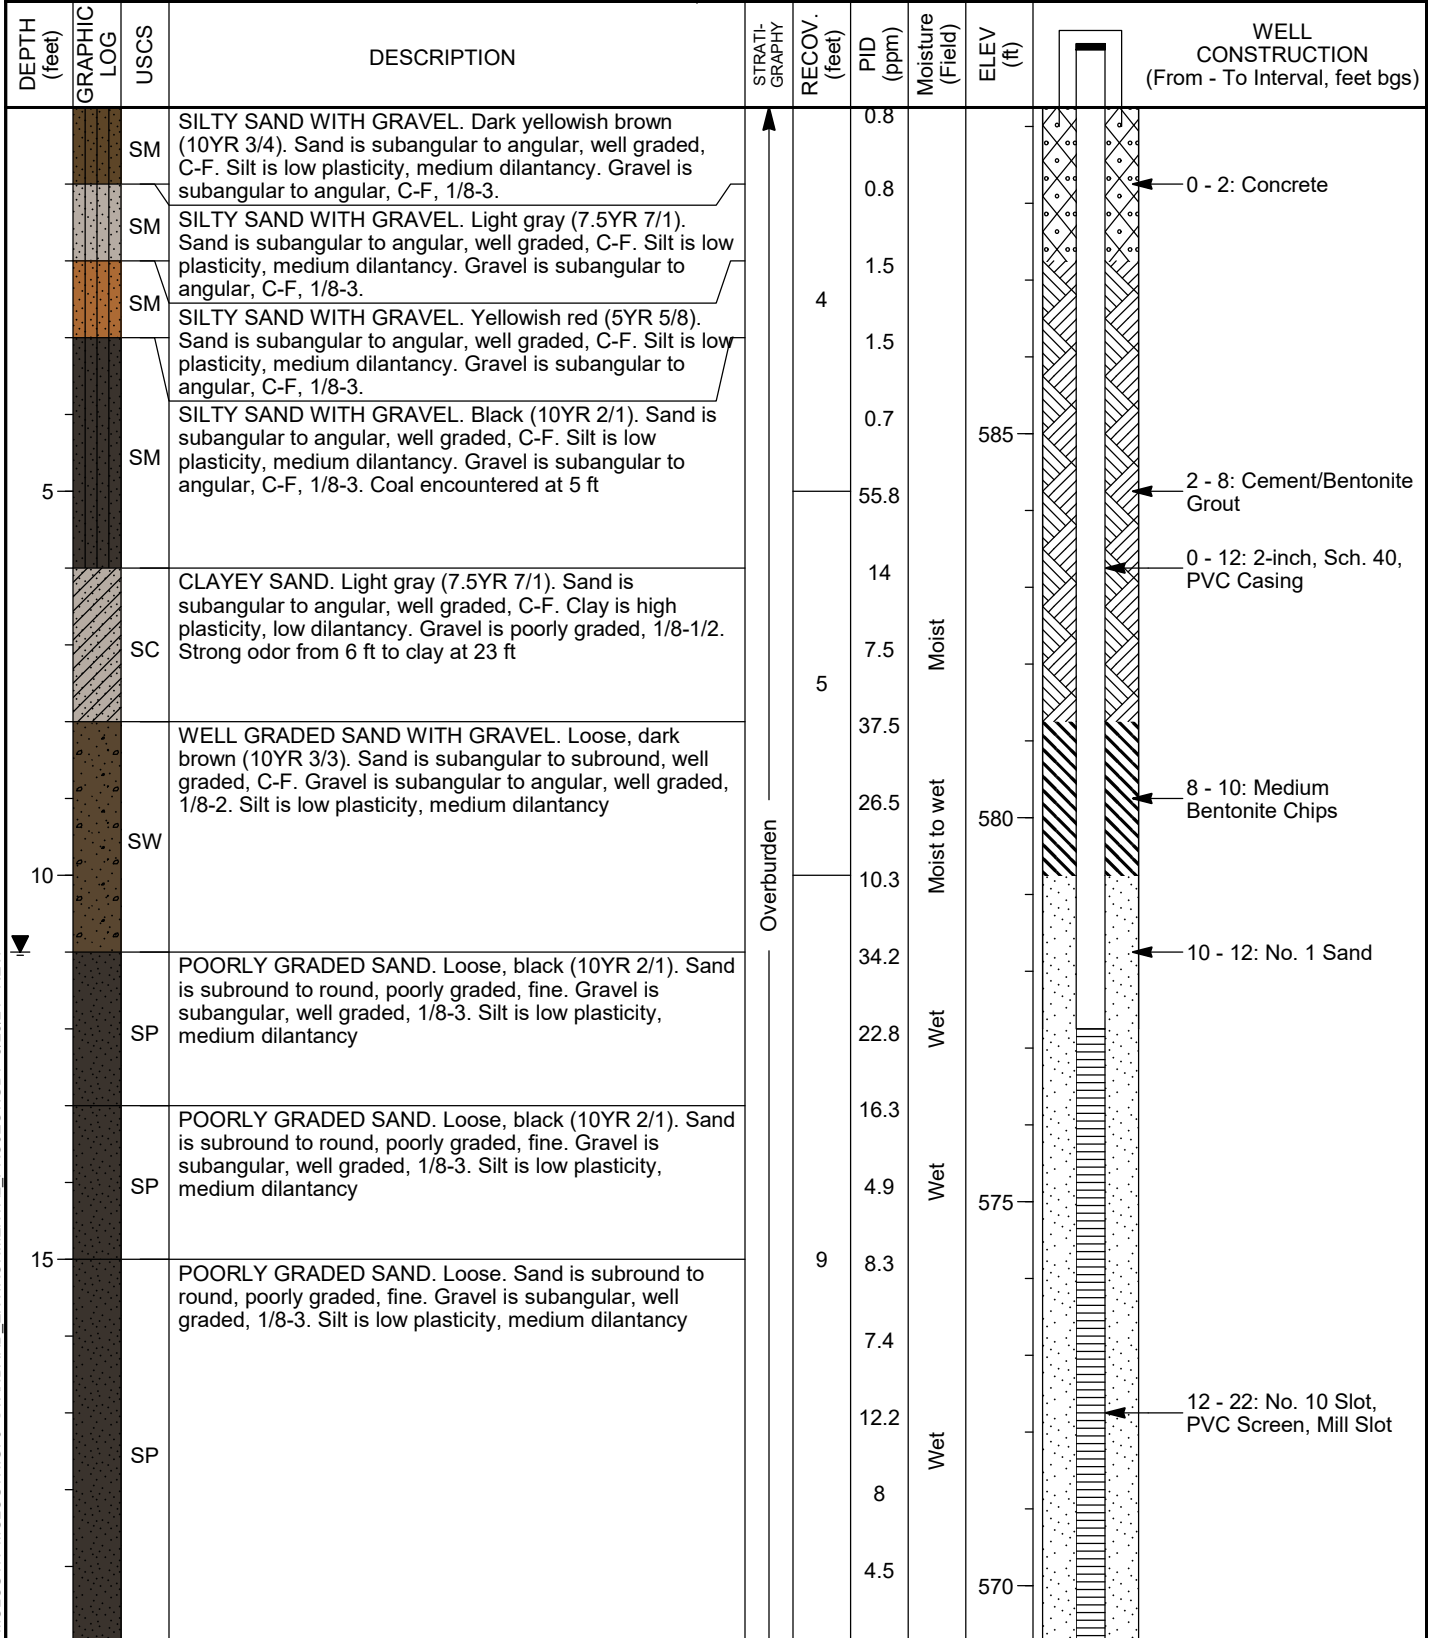 DEPTH
(feet)
GRAPHIC
LOG
USCS
DESCRIPTION
STRATI-
GRAPHY
RECOV.
(feet)
PID
(ppm)
Moisture
(Field)
ELEV
(ft)
WELL
CONSTRUCTION
(From - To Interval, feet bgs)
SM
SILTY SAND WITH GRAVEL. Dark yellowish brown
(10YR 3/4). Sand is subangular to angular, well graded,
C-F. Silt is low plasticity, medium dilantancy. Gravel is
subangular to angular, C-F, 1/8-3.
0.8
0.8
0 - 2: Concrete
SM
SILTY SAND WITH GRAVEL. Light gray (7.5YR 7/1).
Sand is subangular to angular, well graded, C-F. Silt is low
plasticity, medium dilantancy. Gravel is subangular to
angular, C-F, 1/8-3.
1.5
4
SM
SILTY SAND WITH GRAVEL. Yellowish red (5YR 5/8).
Sand is subangular to angular, well graded, C-F. Silt is low
plasticity, medium dilantancy. Gravel is subangular to
angular, C-F, 1/8-3.
1.5
SM
SILTY SAND WITH GRAVEL. Black (10YR 2/1). Sand is
subangular to angular, well graded, C-F. Silt is low
plasticity, medium dilantancy. Gravel is subangular to
angular, C-F, 1/8-3. Coal encountered at 5 ft
0.7
585
5
55.8
2 - 8: Cement/Bentonite
Grout
0 - 12: 2-inch, Sch. 40,
PVC Casing
SC
CLAYEY SAND. Light gray (7.5YR 7/1). Sand is
subangular to angular, well graded, C-F. Clay is high
plasticity, low dilantancy. Gravel is poorly graded, 1/8-1/2.
Strong odor from 6 ft to clay at 23 ft
14
7.5
Moist
5
37.5
SW
WELL GRADED SAND WITH GRAVEL. Loose, dark
brown (10YR 3/3). Sand is subangular to subround, well
graded, C-F. Gravel is subangular to angular, well graded,
1/8-2. Silt is low plasticity, medium dilantancy
26.5
Moist to wet
580
8 - 10: Medium
Bentonite Chips
Overburden
10
10.3
34.2
10 - 12: No. 1 Sand
SP
POORLY GRADED SAND. Loose, black (10YR 2/1). Sand
is subround to round, poorly graded, fine. Gravel is
subangular, well graded, 1/8-3. Silt is low plasticity,
medium dilantancy
22.8
Wet
16.3
SP
POORLY GRADED SAND. Loose, black (10YR 2/1). Sand
is subround to round, poorly graded, fine. Gravel is
subangular, well graded, 1/8-3. Silt is low plasticity,
medium dilantancy
4.9
Wet
575
15
9
8.3
SP
POORLY GRADED SAND. Loose. Sand is subround to
round, poorly graded, fine. Gravel is subangular, well
graded, 1/8-3. Silt is low plasticity, medium dilantancy
7.4
12.2
12 - 22: No. 10 Slot,
PVC Screen, Mill Slot
Wet
8
4.5
570